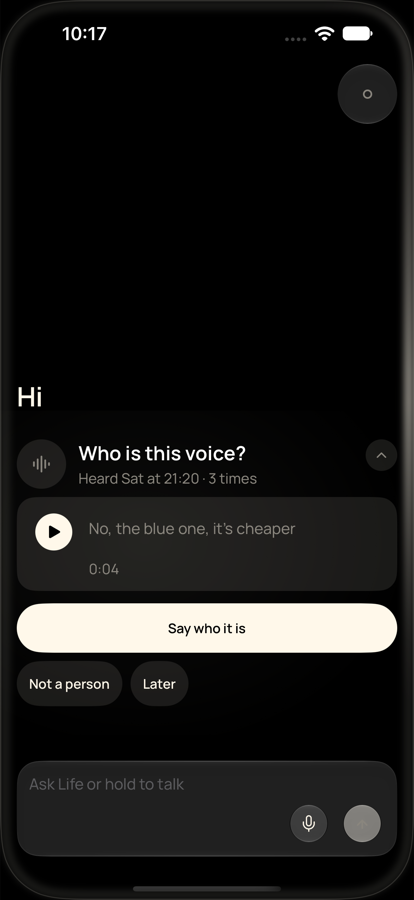 10:17
Hi
Who is this voice?
Heard Sat at 21:20 · 3 times
No, the blue one, it's cheaper
0:04
Say who it is
Not a person
Later
Ask Life or hold to talk